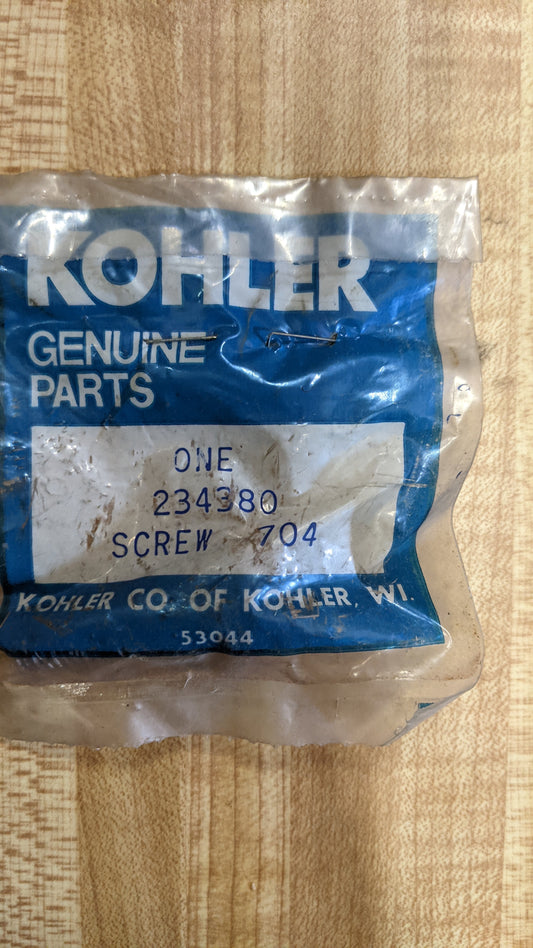 KOHLER
GENUINE
PARTS
ONE
234380
SCREW 704
KOHLER CO. OF KOHLER, WI.
53044